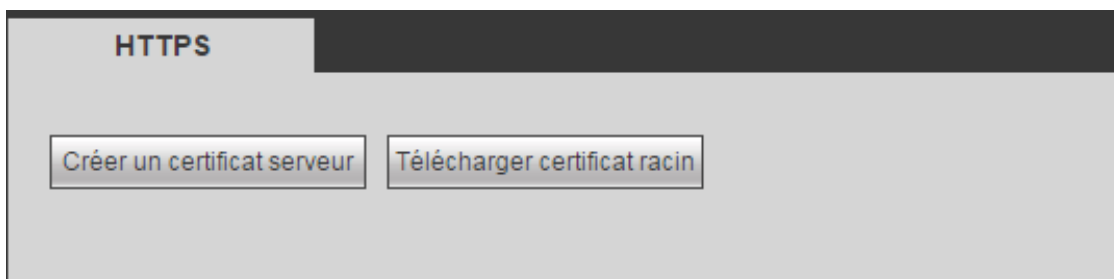 HTTPS
Créer un certificat serveur
Télécharger certificat racin